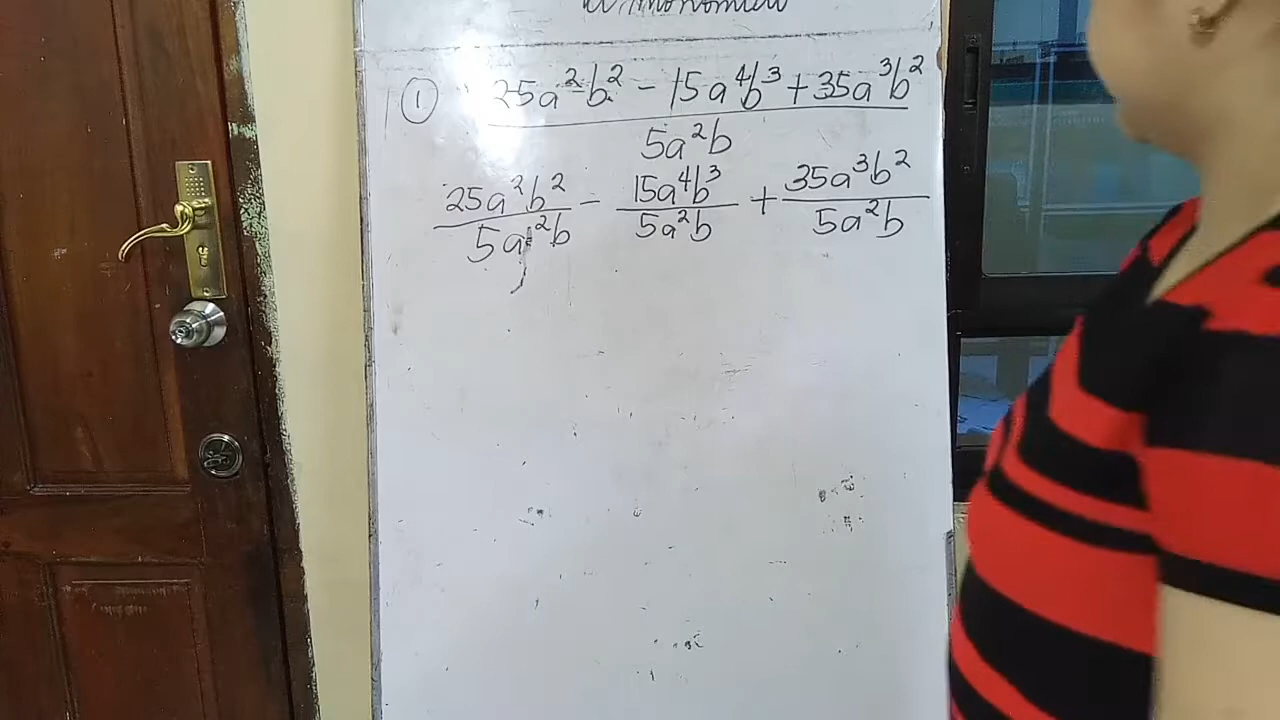 ① 25a²b² - 15a⁴b³ + 35a³b²
5a²b
25a²b² - 15a⁴b³ + 35a³b²
5a²b 5a²b 5a²b